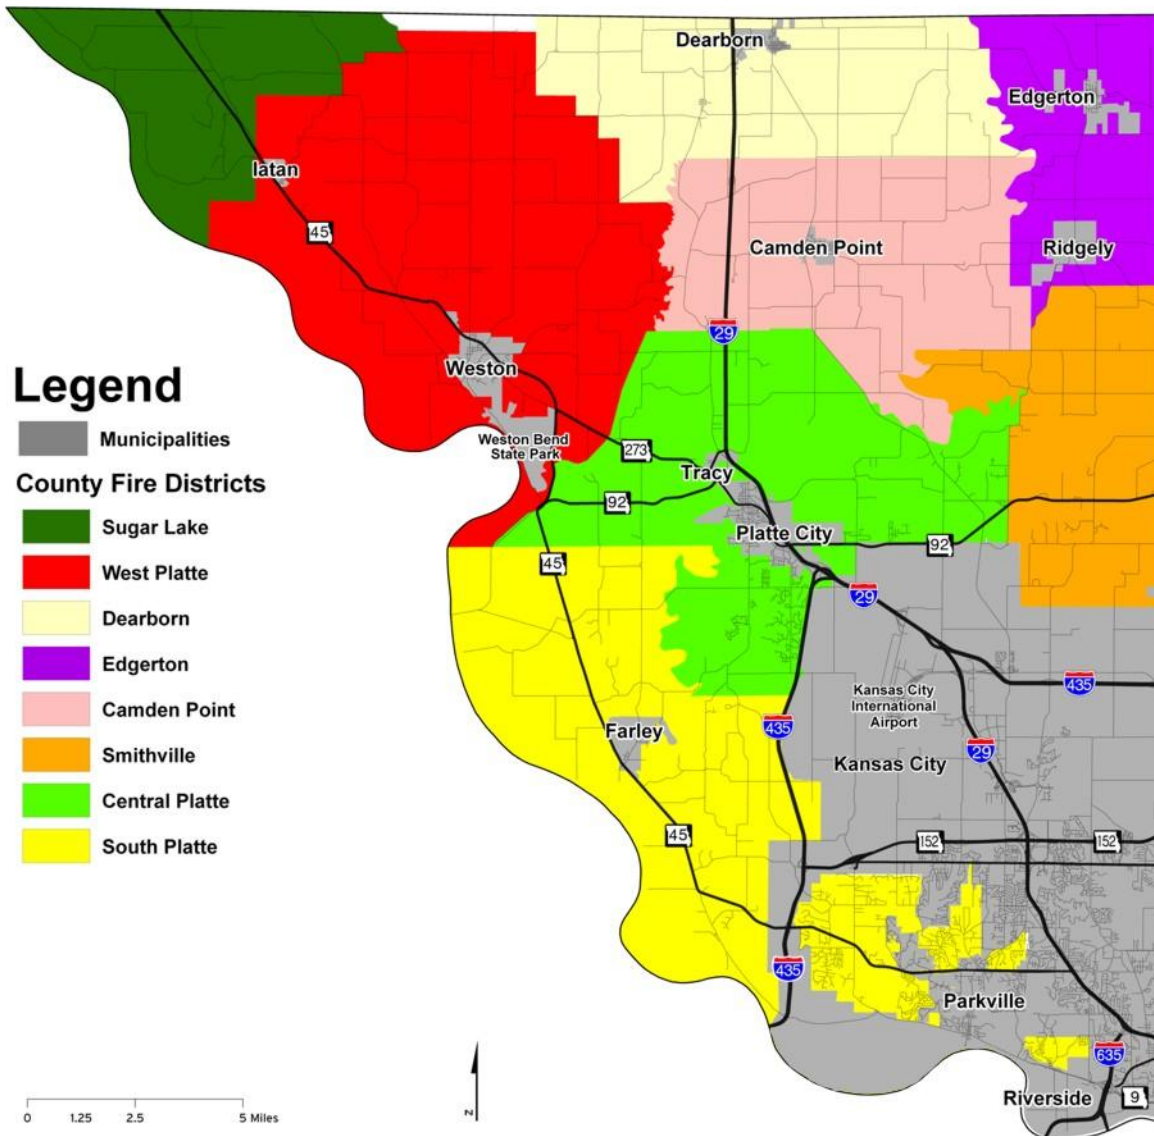 Dearborn
Edgerton
Iatan
45
Camden Point
Ridgely
29
Weston
Legend
Municipalities
Weston Bend
State Park
273
Tracy
County Fire Districts
92
Sugar Lake
Platte City
92
45
West Platte
29
Dearborn
Edgerton
Kansas City
International
Airport
435
Camden Point
Farley
435
29
Smithville
Kansas City
Central Platte
45
152
152
South Platte
435
Parkville
635
Riverside
9
N
0 1.25 2.5 5 Miles